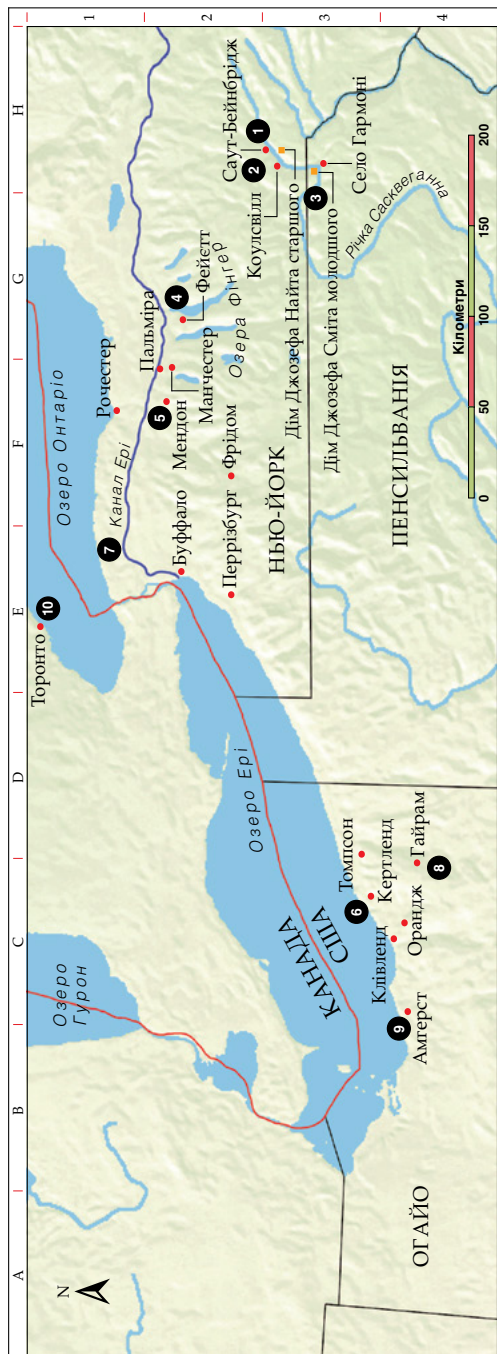 A
B
C
D
E
F
G
H
1
2
3
4
N
Озеро
Гурон
Торонто
10
Озеро Онтаріо
7
Канал Ері
Рочестер
5
Мендон
Манчестер
Пальміра
4
Фейєтт
Озера Фінгер
Буффало
Перрізбург
Фрідом
2
1
Саут-Бейнбрідж
Коулсвілл
Дім Джозефа Найта старшого
3
Дім Джозефа Сміта молодшого
Село Гармоні
НЬЮ-ЙОРК
Озеро Ері
КАНАДА
США
6
Томпсон
Кертленд
Клівленд
Орандж
Гайрам
8
9
Амгерст
ОГАЙО
ПЕНСИЛЬВАНІЯ
Річка Сасквеганна
Кілометри
0
50
100
150
200